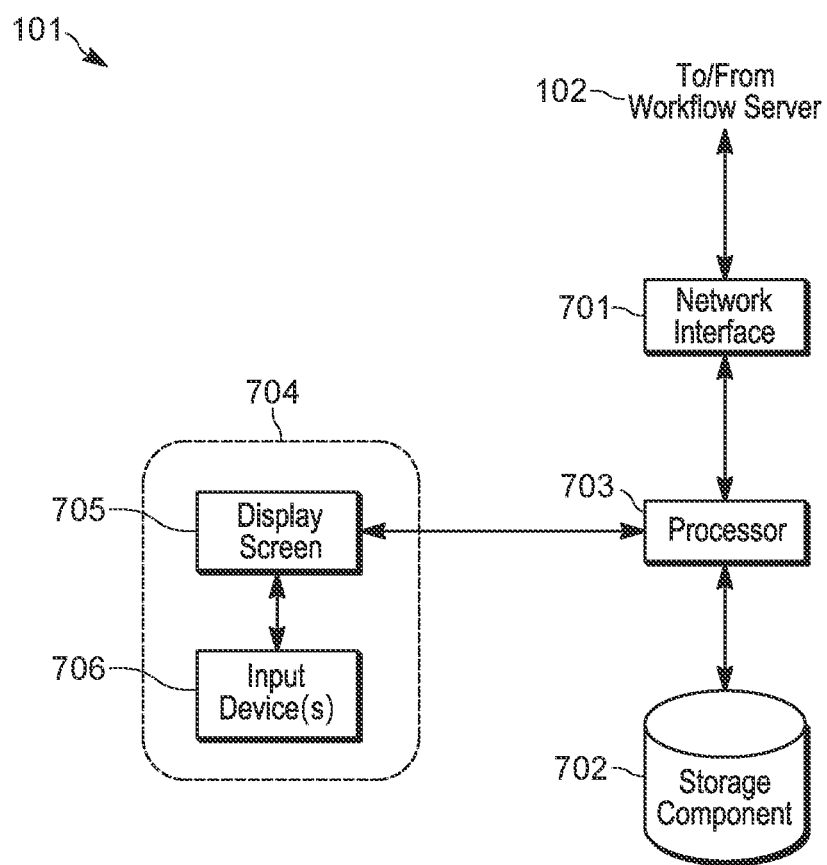 101
102
To/From
Workflow Server
701
Network
Interface
704
705
Display
Screen
703
Processor
706
Input
Device(s)
702
Storage
Component